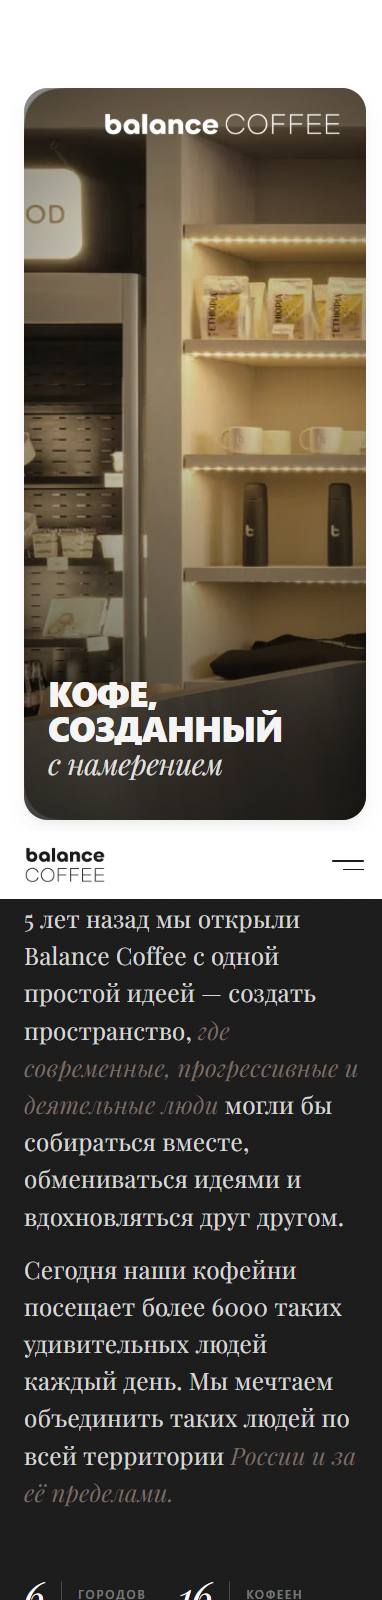 balance COFFEE
OD
ETHIOPIA
ETHIOPIA
ETHIOPIA
КОФЕ,
СОЗДАННЫЙ
с намерением
balance
COFFEE
5 лет назад мы открыли
Balance Coffee с одной
простой идеей — создать
пространство, где
современные, прогрессивные и
деятельные люди могли бы
собираться вместе,
обмениваться идеями и
вдохновляться друг другом.
Сегодня наши кофейни
посещает более 6000 таких
удивительных людей
каждый день. Мы мечтаем
объединить таких людей по
всей территории России и за
её пределами.
6 ГОРОДОВ 16 КОФЕЕН